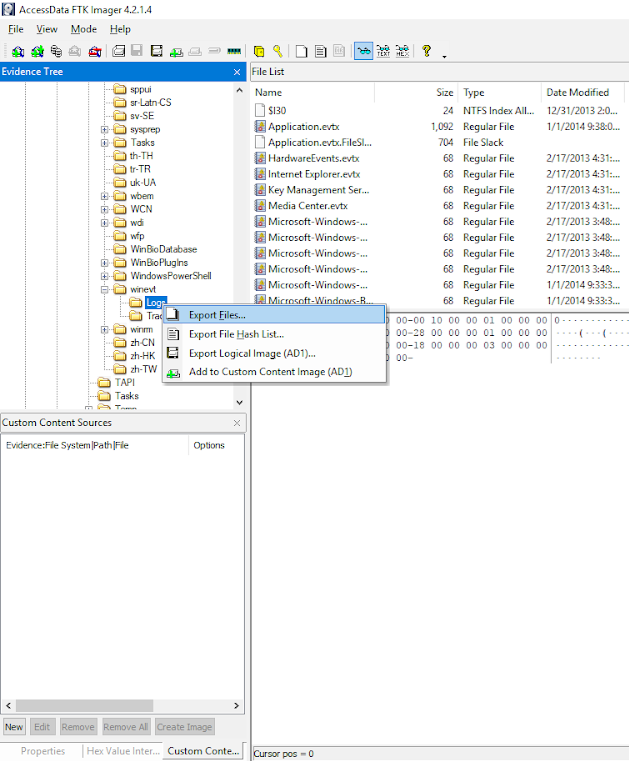 AccessData FTK Imager 4.2.1.4
File View Mode Help
Evidence Tree
sppui
sr-Latn-CS
sv-SE
sysprep
Tasks
th-TH
tr-TR
uk-UA
wbem
WCN
wdi
wfp
WinBioDatabase
WinBioPlugIns
WindowsPowerShell
winevt
Logs
Trac
winrm
zh-CN
zh-HK
zh-TW
TAPI
Tasks
Temp
Export Files...
Export File Hash List...
Export Logical Image (AD1)...
Add to Custom Content Image (AD1)
File List
Name Size Type Date Modified
$I30 24 NTFS Index All... 12/31/2013 2:0...
Application.evtx 1,092 Regular File 1/1/2014 9:38:0...
Application.evtx.FileSl... 704 File Slack
HardwareEvents.evtx 68 Regular File 2/17/2013 4:31:...
Internet Explorer.evtx 68 Regular File 2/17/2013 4:31:...
Key Management Ser... 68 Regular File 2/17/2013 4:31:...
Media Center.evtx 68 Regular File 2/17/2013 4:31:...
Microsoft-Windows-... 68 Regular File 2/17/2013 3:48:...
Microsoft-Windows-... 68 Regular File 2/17/2013 3:48:...
Microsoft-Windows-... 68 Regular File 2/17/2013 3:48:...
Microsoft-Windows-... 68 Regular File 2/17/2013 3:48:...
Microsoft-Windows-... 68 Regular File 1/1/2014 9:33:3...
Microsoft-Windows-B... 68 Regular File 1/1/2014 9:33:3...
00-00 10 00 00 01 00 00 00 0·············
00-28 00 00 00 01 00 00 00 ····(···(····
00-18 00 00 00 03 00 00 00 ·············
00- ········
Custom Content Sources
Evidence:File System|Path|File Options
New Edit Remove Remove All Create Image
Properties Hex Value Inter... Custom Conte...
Cursor pos = 0